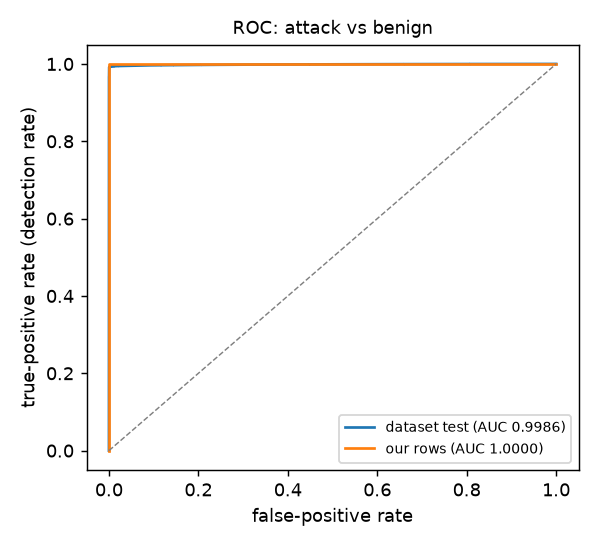 ROC: attack vs benign
true-positive rate (detection rate)
1.0
0.8
0.6
0.4
0.2
0.0
0.0 0.2 0.4 0.6 0.8 1.0
false-positive rate
dataset test (AUC 0.9986)
our rows (AUC 1.0000)